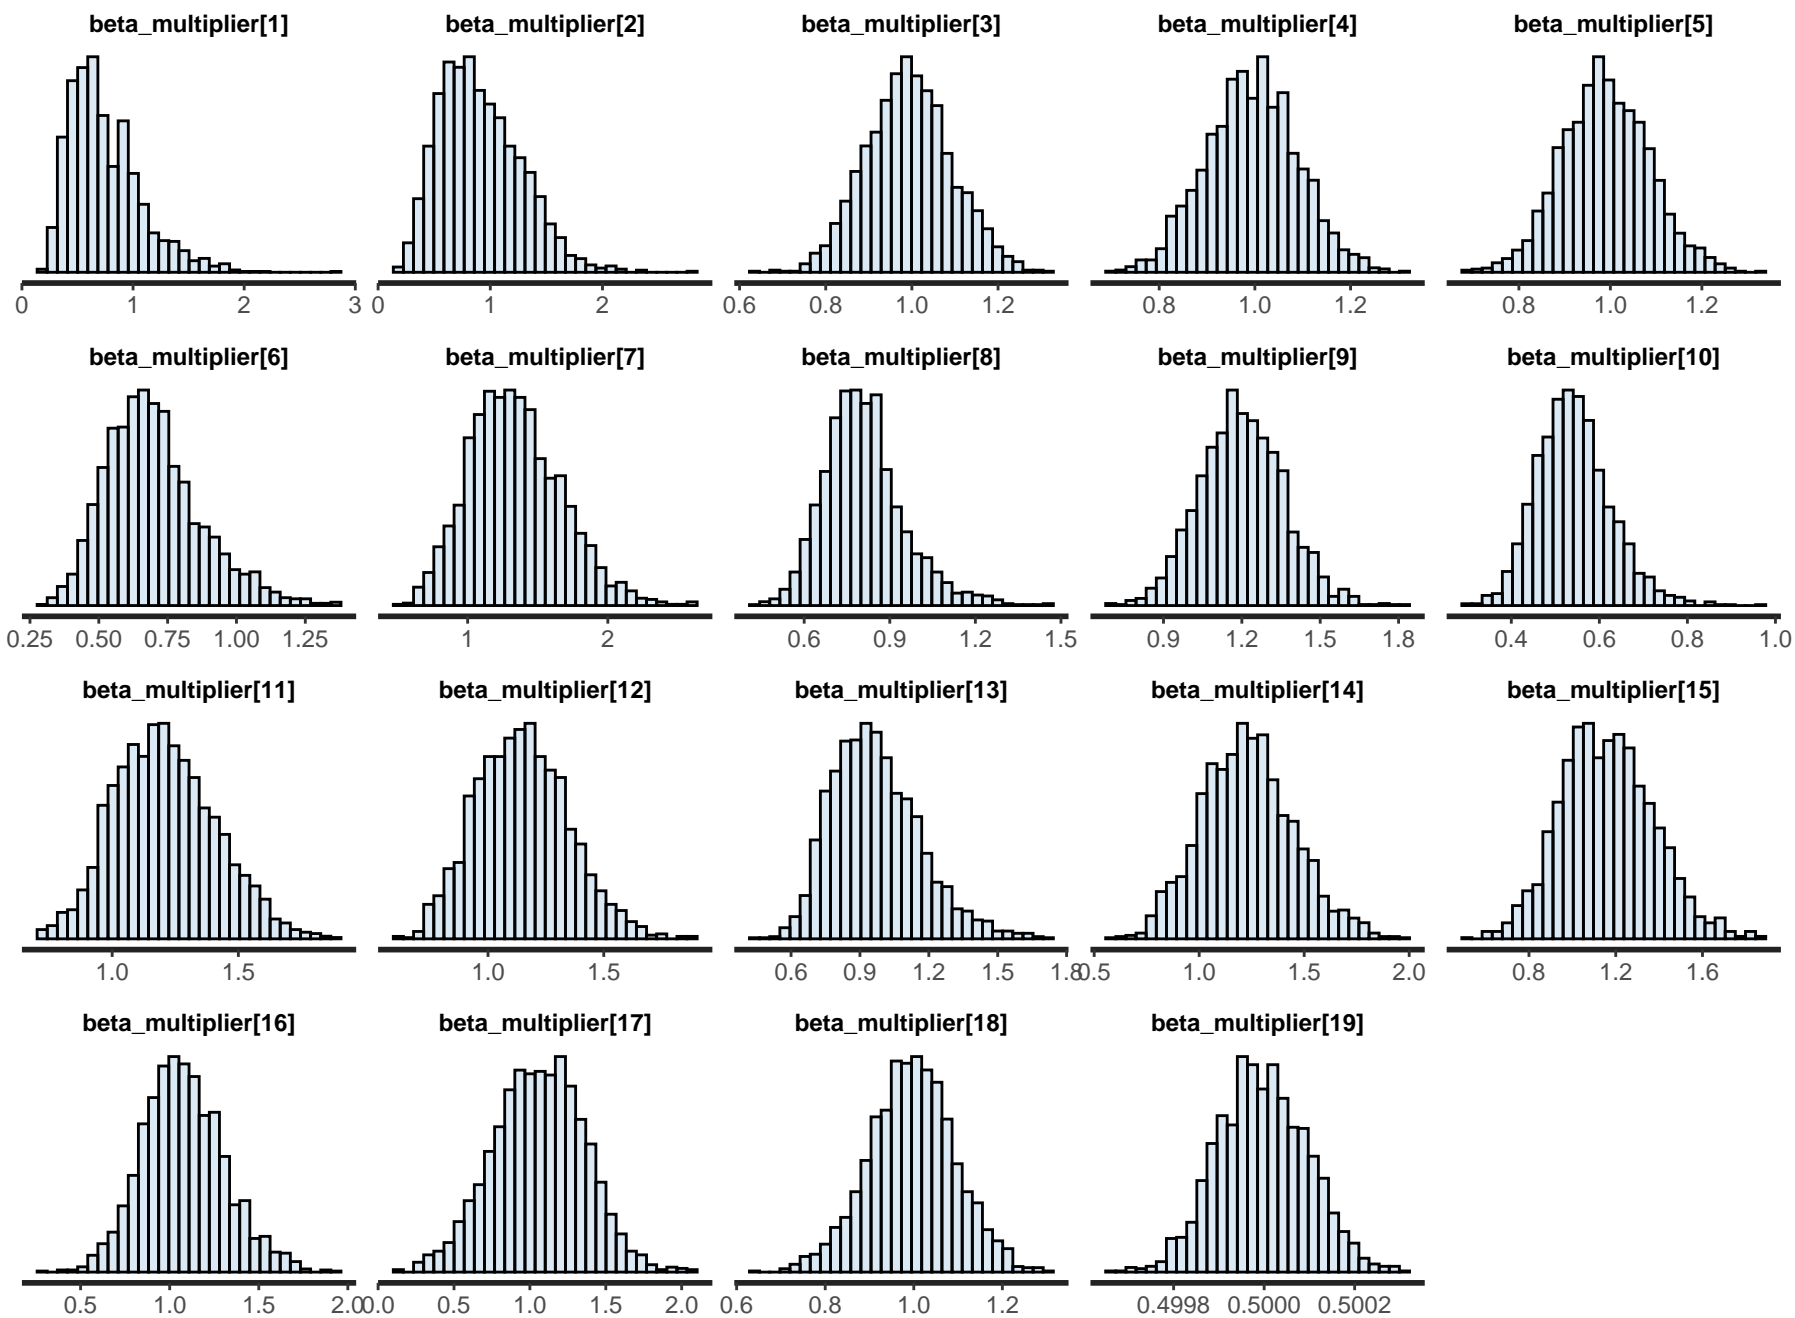 beta_multiplier[1] beta_multiplier[2] beta_multiplier[3] beta_multiplier[4] beta_multiplier[5]
0 1 2 3 0 1 2 0.6 0.8 1.0 1.2 0.8 1.0 1.2 0.8 1.0 1.2
beta_multiplier[6] beta_multiplier[7] beta_multiplier[8] beta_multiplier[9] beta_multiplier[10]
0.25 0.50 0.75 1.00 1.25 1 2 0.6 0.9 1.2 1.5 0.9 1.2 1.5 1.8 0.4 0.6 0.8 1.0
beta_multiplier[11] beta_multiplier[12] beta_multiplier[13] beta_multiplier[14] beta_multiplier[15]
1.0 1.5 1.0 1.5 0.6 0.9 1.2 1.5 1.8 0.5 1.0 1.5 2.0 0.8 1.2 1.6
beta_multiplier[16] beta_multiplier[17] beta_multiplier[18] beta_multiplier[19]
0.5 1.0 1.5 2.0 0.0 0.5 1.0 1.5 2.0 0.6 0.8 1.0 1.2 0.4998 0.5000 0.5002